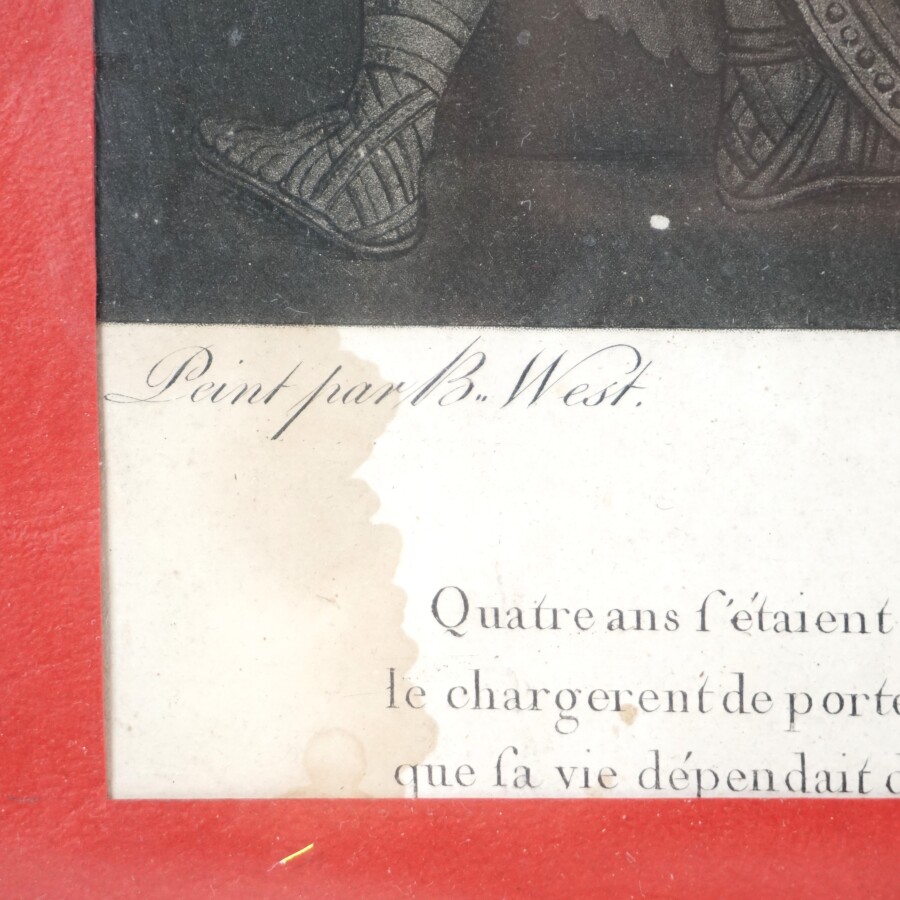 Peint par B.. West.
Quatre ans ſ'étaient
le chargerent de porte
que ſa vie dépendait d